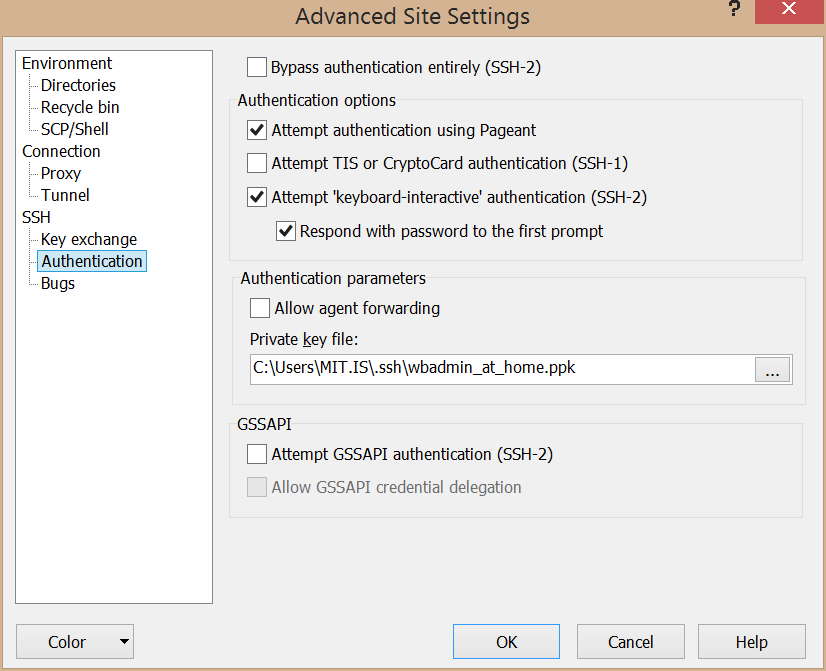 Advanced Site Settings
?
Environment
Directories
Recycle bin
SCP/Shell
Connection
Proxy
Tunnel
SSH
Key exchange
Authentication
Bugs
Bypass authentication entirely (SSH-2)
Authentication options
Attempt authentication using Pageant
Attempt TIS or CryptoCard authentication (SSH-1)
Attempt 'keyboard-interactive' authentication (SSH-2)
Respond with password to the first prompt
Authentication parameters
Allow agent forwarding
Private key file:
C:\Users\MIT.IS\.ssh\wbadmin_at_home.ppk
...
GSSAPI
Attempt GSSAPI authentication (SSH-2)
Allow GSSAPI credential delegation
Color
OK
Cancel
Help